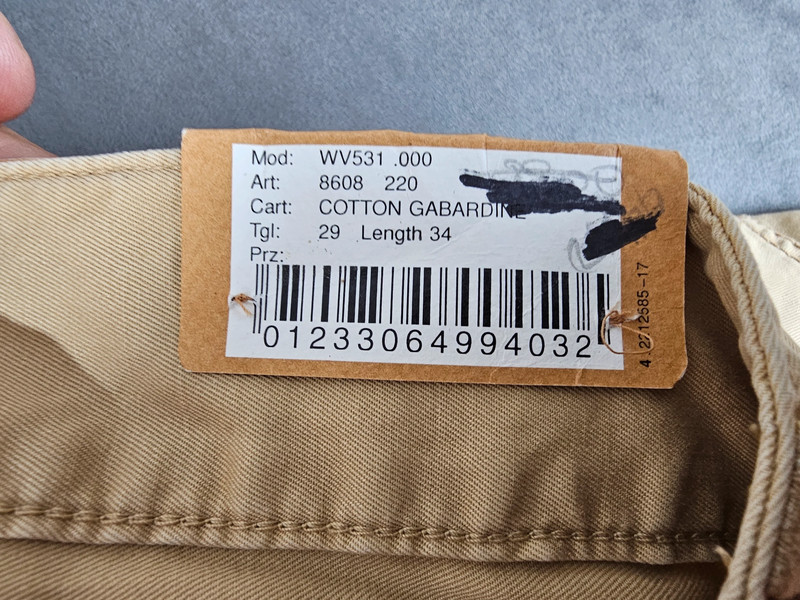 Mod: WV531 .000
Art: 8608 220
Cart: COTTON GABARDINE
Tgl: 29 Length 34
Prz:
01233064994032
4 2712585-17